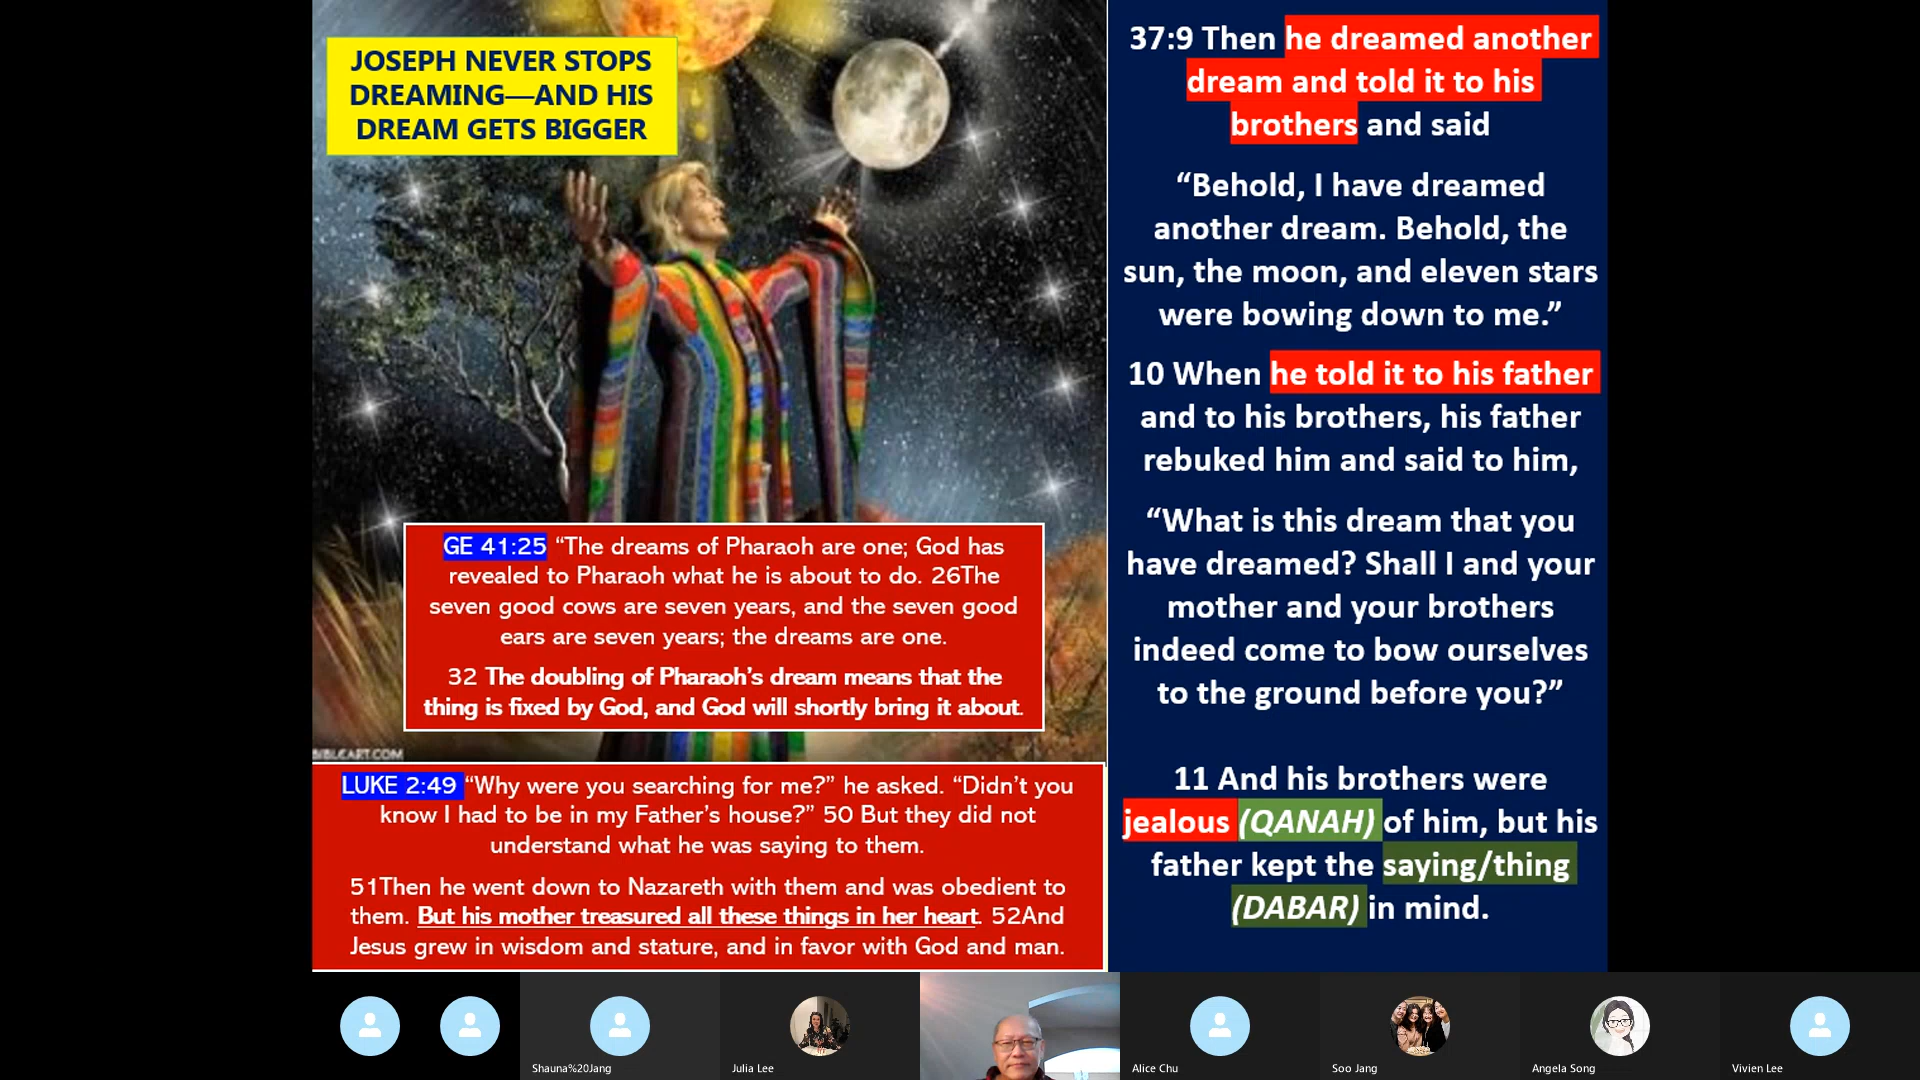 JOSEPH NEVER STOPS
DREAMING—AND HIS
DREAM GETS BIGGER
GE 41:25 “The dreams of Pharaoh are one; God has
revealed to Pharaoh what he is about to do. 26The
seven good cows are seven years, and the seven good
ears are seven years; the dreams are one.
32 The doubling of Pharaoh’s dream means that the
thing is fixed by God, and God will shortly bring it about.
BIBLEART.COM
LUKE 2:49 “Why were you searching for me?” he asked. “Didn’t you
know I had to be in my Father’s house?” 50 But they did not
understand what he was saying to them.
51Then he went down to Nazareth with them and was obedient to
them. But his mother treasured all these things in her heart. 52And
Jesus grew in wisdom and stature, and in favor with God and man.
37:9 Then he dreamed another
dream and told it to his
brothers and said
“Behold, I have dreamed
another dream. Behold, the
sun, the moon, and eleven stars
were bowing down to me.”
10 When he told it to his father
and to his brothers, his father
rebuked him and said to him,
“What is this dream that you
have dreamed? Shall I and your
mother and your brothers
indeed come to bow ourselves
to the ground before you?”
11 And his brothers were
jealous (QANAH) of him, but his
father kept the saying/thing
(DABAR) in mind.
Shauna%20Jang
Julia Lee
Alice Chu
Soo Jang
Angela Song
Vivien Lee